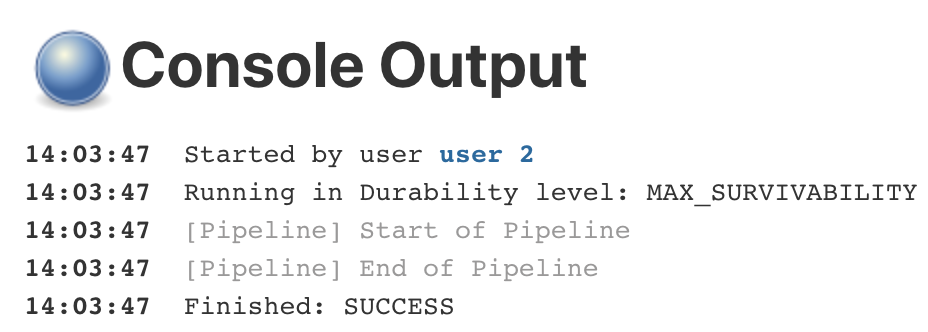 Console Output
14:03:47 Started by user user 2
14:03:47 Running in Durability level: MAX_SURVIVABILITY
14:03:47 [Pipeline] Start of Pipeline
14:03:47 [Pipeline] End of Pipeline
14:03:47 Finished: SUCCESS